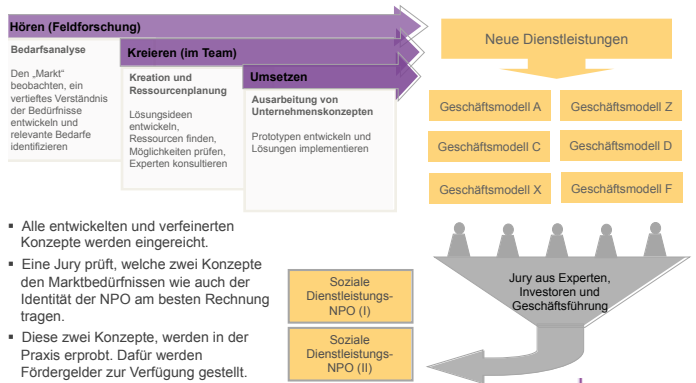 Hören (Feldforschung)
Bedarfsanalyse
Den „Markt“
beobachten, ein
vertieftes Verständnis
der Bedürfnisse
entwickeln und
relevante Bedarfe
identifizieren
Kreieren (im Team)
Kreation und
Ressourcenplanung
Lösungsideen
entwickeln,
Ressourcen finden,
Möglichkeiten prüfen,
Experten konsultieren
Umsetzen
Ausarbeitung von
Unternehmenskonzepten
Prototypen entwickeln und
Lösungen implementieren
Neue Dienstleistungen
Geschäftsmodell A
Geschäftsmodell Z
Geschäftsmodell C
Geschäftsmodell D
Geschäftsmodell X
Geschäftsmodell F
▪ Alle entwickelten und verfeinerten
Konzepte werden eingereicht.
▪ Eine Jury prüft, welche zwei Konzepte
den Marktbedürfnissen wie auch der
Identität der NPO am besten Rechnung
tragen.
▪ Diese zwei Konzepte, werden in der
Praxis erprobt. Dafür werden
Fördergelder zur Verfügung gestellt.
Soziale
Dienstleistungs-
NPO (I)
Soziale
Dienstleistungs-
NPO (II)
Jury aus Experten,
Investoren und
Geschäftsführung